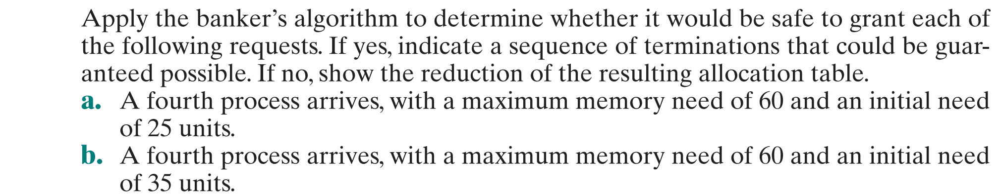 Apply the banker’s algorithm to determine whether it would be safe to grant each of
the following requests. If yes, indicate a sequence of terminations that could be guar-
anteed possible. If no, show the reduction of the resulting allocation table.
a. A fourth process arrives, with a maximum memory need of 60 and an initial need
of 25 units.
b. A fourth process arrives, with a maximum memory need of 60 and an initial need
of 35 units.